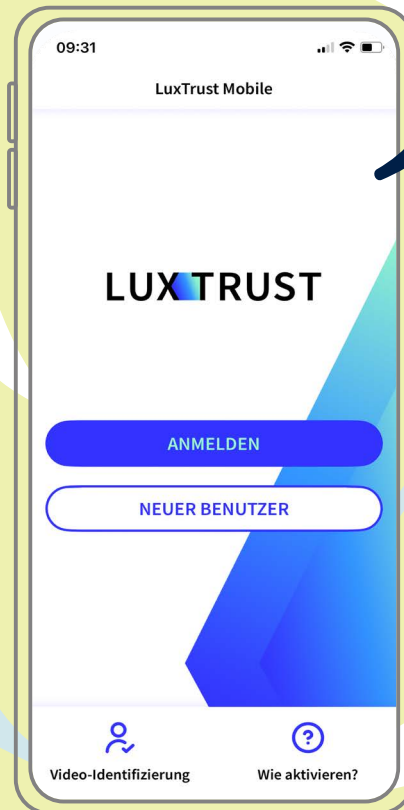 09:31
LuxTrust Mobile
LUXTRUST
ANMELDEN
NEUER BENUTZER
Video-Identifizierung
Wie aktivieren?